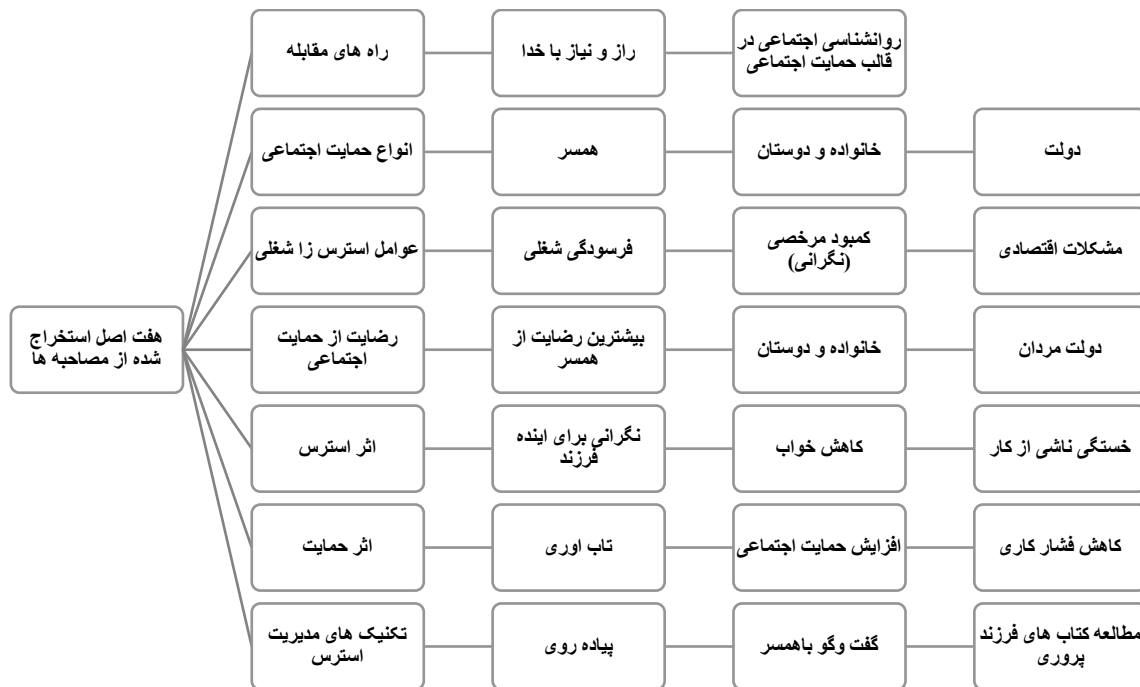 هفت اصل استخراج
شده از مصاحبه ها
راه های مقابله
راز و نیاز با خدا
روانشناسی اجتماعی در
قالب حمایت اجتماعی
انواع حمایت اجتماعی
همسر
خانواده و دوستان
دولت
عوامل استرس زا شغلی
فرسودگی شغلی
کمبود مرخصی
(نگرانی)
مشکلات اقتصادی
رضایت از حمایت
اجتماعی
بیشترین رضایت از
همسر
خانواده و دوستان
دولت مردان
اثر استرس
نگرانی برای اینده
فرزند
کاهش خواب
خستگی ناشی از کار
اثر حمایت
تاب اوری
افزایش حمایت اجتماعی
کاهش فشار کاری
تکنیک های مدیریت
استرس
پیاده روی
گفت وگو باهمسر
مطالعه کتاب های فرزند
پروری